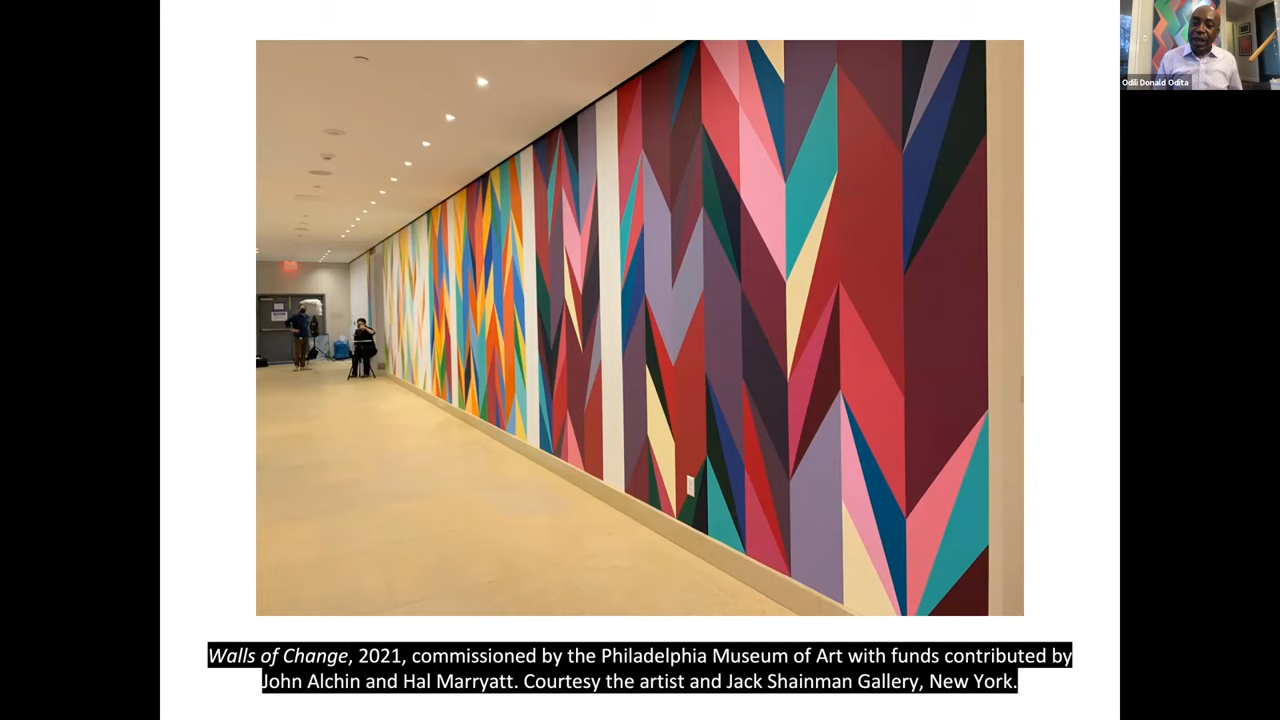 Odili Donald Odita
Walls of Change, 2021, commissioned by the Philadelphia Museum of Art with funds contributed by
John Alchin and Hal Marryatt. Courtesy the artist and Jack Shainman Gallery, New York.